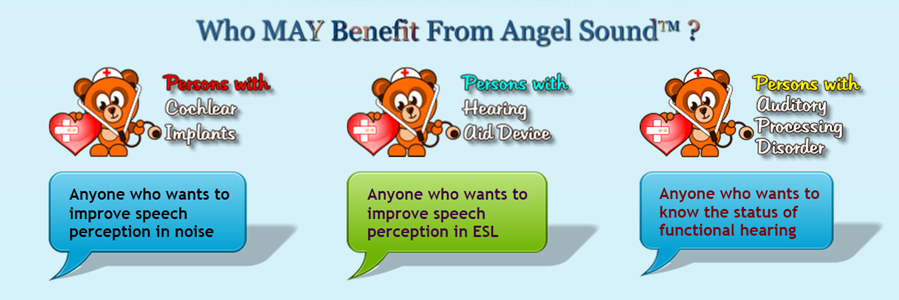 Who MAY Benefit From Angel Sound™ ?
Persons with
Cochlear
Implants
Persons with
Hearing
Aid Device
Persons with
Auditory
Processing
Disorder
Anyone who wants to
improve speech
perception in noise
Anyone who wants to
improve speech
perception in ESL
Anyone who wants to
know the status of
functional hearing